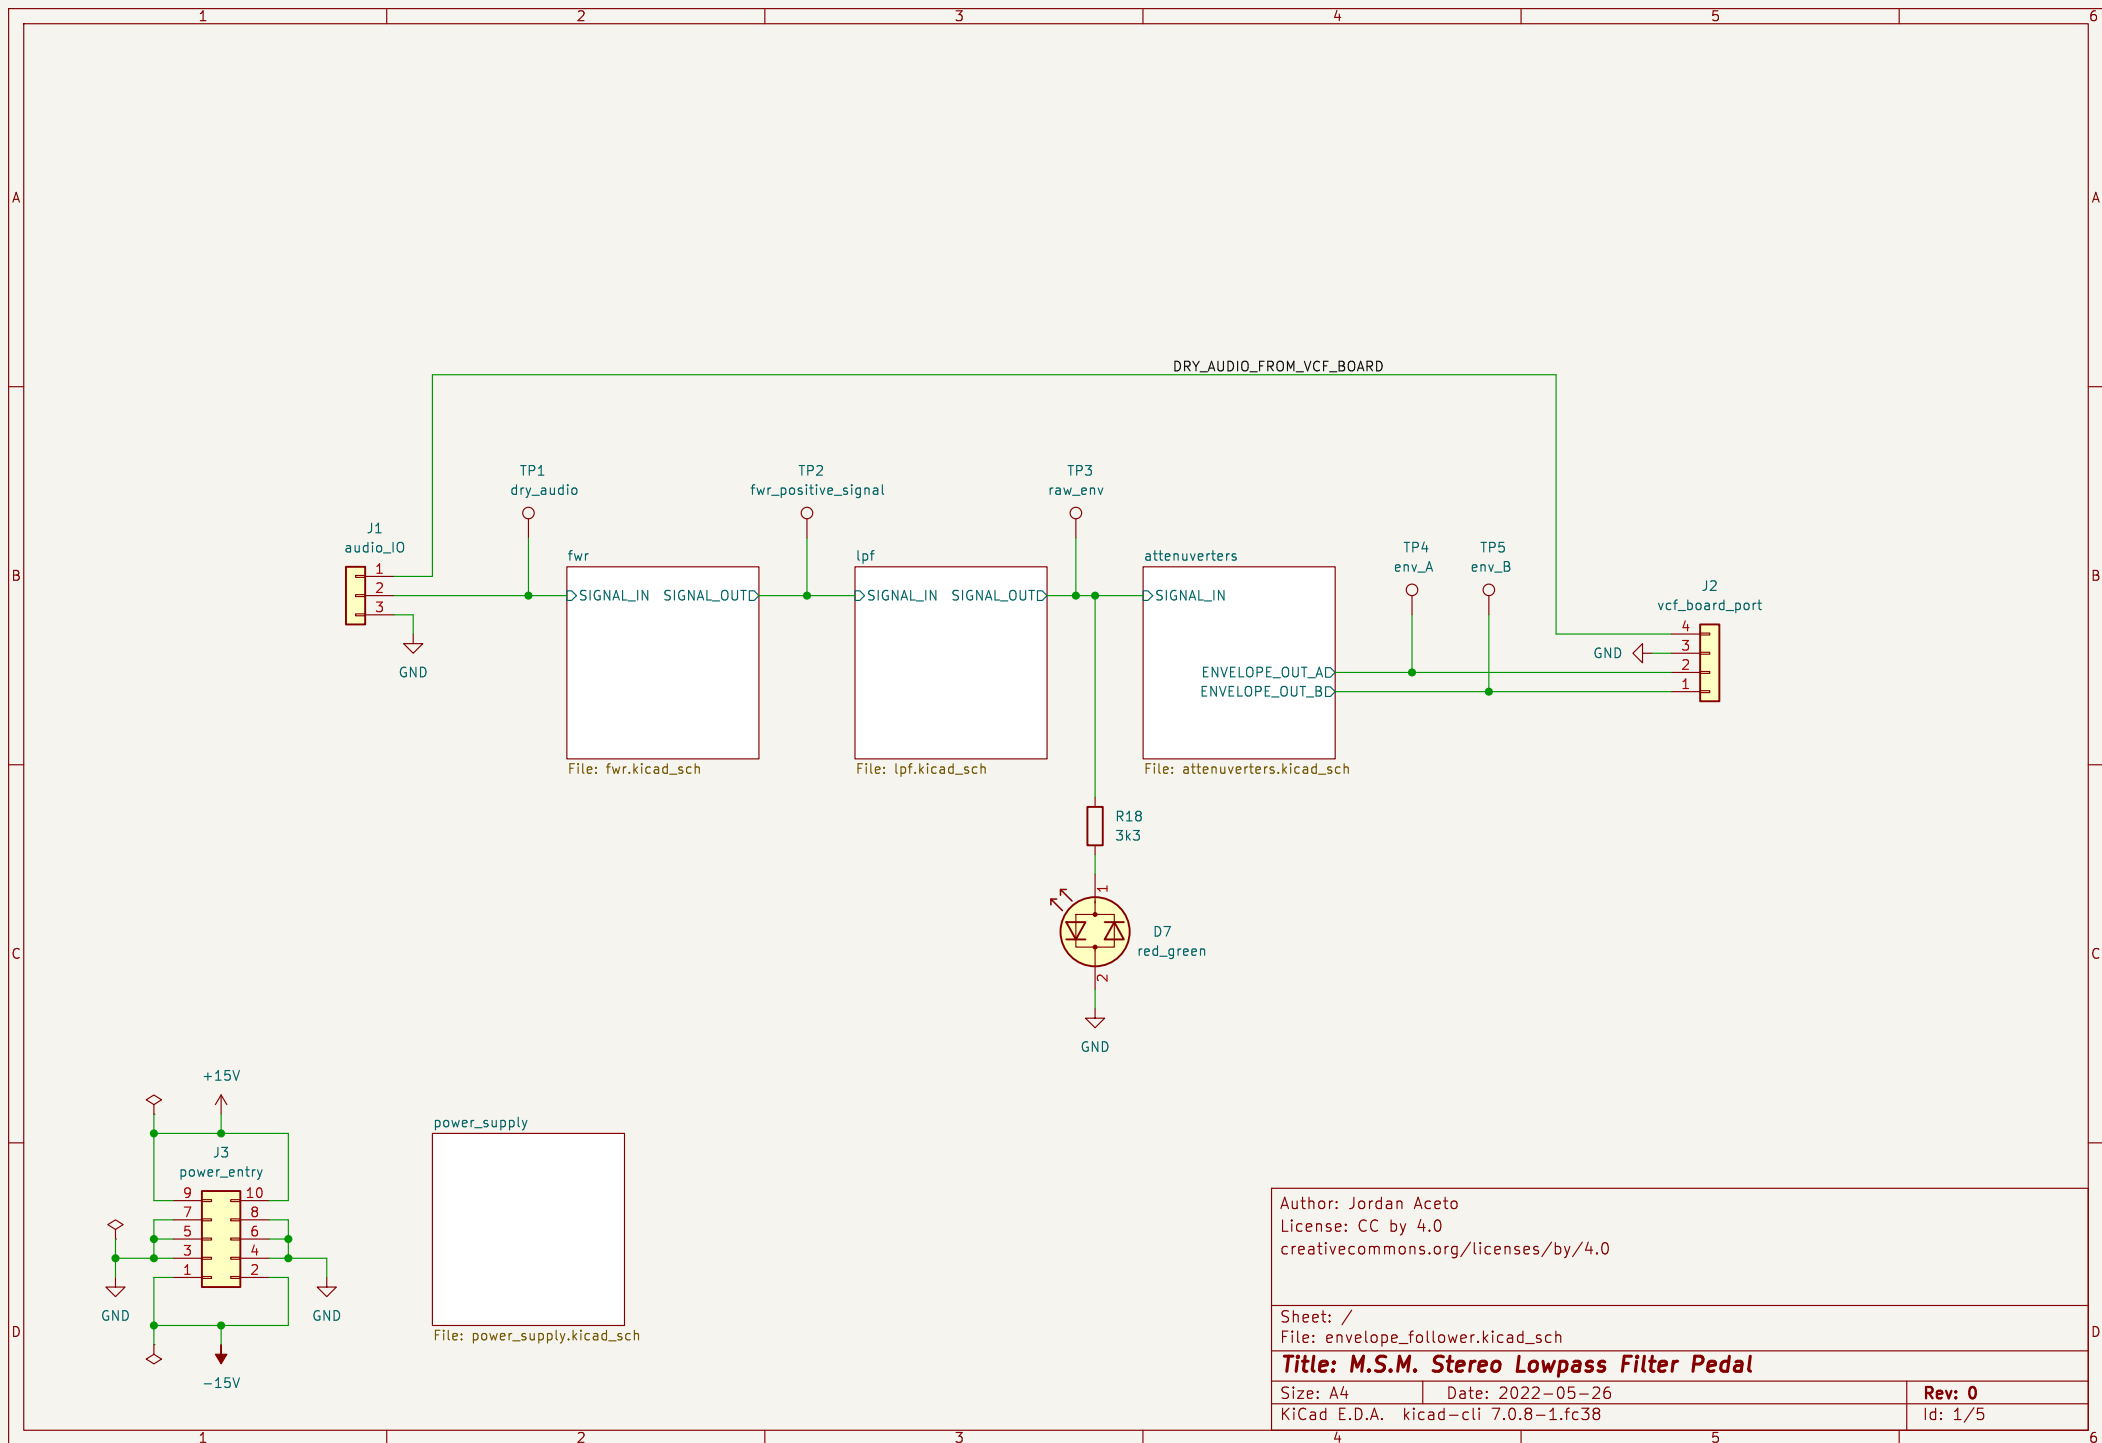 1 2 3 4 5 6
A A
DRY_AUDIO_FROM_VCF_BOARD
B B
J1
audio_IO
1
2
3
GND
TP1
dry_audio
fwr
SIGNAL_IN SIGNAL_OUT
File: fwr.kicad_sch
TP2
fwr_positive_signal
lpf
SIGNAL_IN SIGNAL_OUT
File: lpf.kicad_sch
TP3
raw_env
attenuverters
SIGNAL_IN
ENVELOPE_OUT_A
ENVELOPE_OUT_B
File: attenuverters.kicad_sch
TP4
env_A
TP5
env_B
J2
vcf_board_port
4
GND 3
2
1
C C
R18
3k3
1
D7
red_green
2
GND
D D
+15V
J3
power_entry
9 10
7 8
5 6
3 4
1 2
GND GND
-15V
power_supply
File: power_supply.kicad_sch
Author: Jordan Aceto
License: CC by 4.0
creativecommons.org/licenses/by/4.0
Sheet: /
File: envelope_follower.kicad_sch
Title: M.S.M. Stereo Lowpass Filter Pedal
Size: A4 Date: 2022-05-26 Rev: 0
KiCad E.D.A. kicad-cli 7.0.8-1.fc38 Id: 1/5
1 2 3 4 5 6